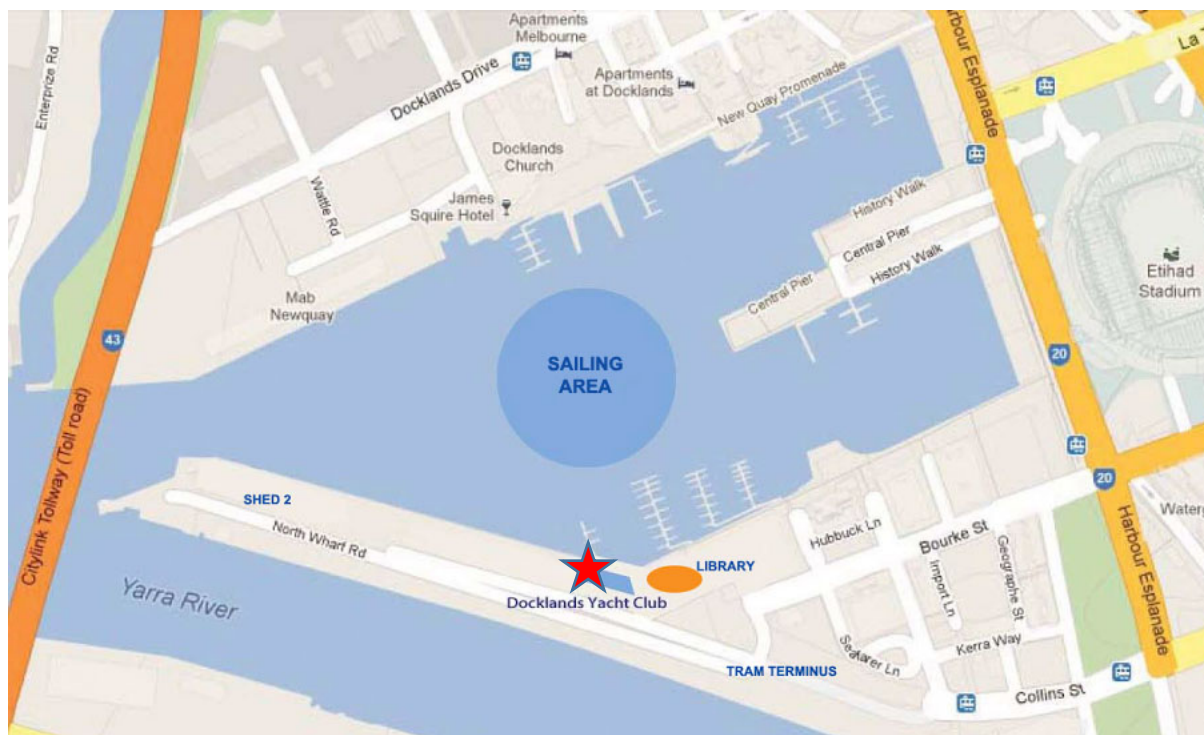 Apartments
Melbourne
Docklands Drive
Apartments
at Docklands
New Quay Promenade
Harbour Esplanade
La T
Enterprize Rd
Docklands
Church
Wattle Rd
James
Squire Hotel
History Walk
Central Pier
History Walk
Central Pier
Etihad
Stadium
Mab
Newquay
43
20
SAILING
AREA
Citylink Tollway (Toll road)
SHED 2
North Wharf Rd
20
Hubbuck Ln
Bourke St
Harbour Esplanade
Waterg
Import Ln
Geographe St
LIBRARY
Yarra River
Docklands Yacht Club
Seafarer Ln
Kerra Way
TRAM TERMINUS
Collins St